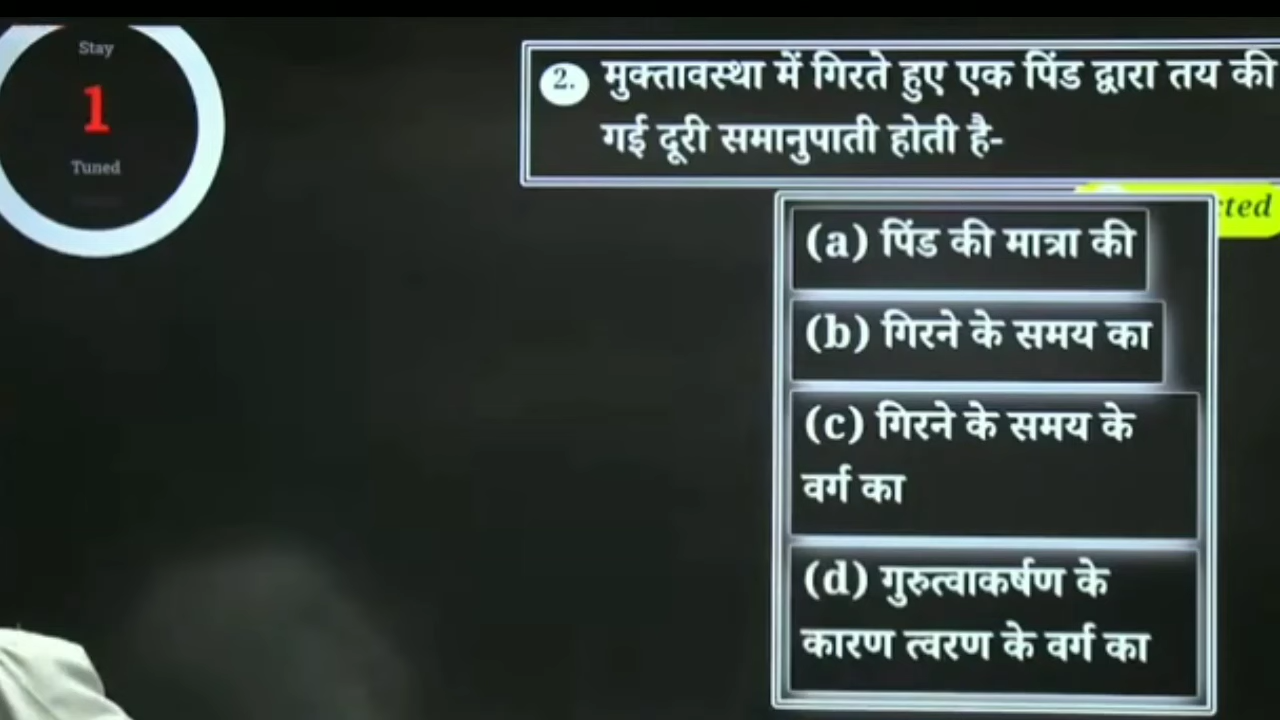 Stay
1
Tuned
2. मुक्तावस्था में गिरते हुए एक पिंड द्वारा तय की
गई दूरी समानुपाती होती है-
(a) पिंड की मात्रा की
(b) गिरने के समय का
(c) गिरने के समय के
वर्ग का
(d) गुरुत्वाकर्षण के
कारण त्वरण के वर्ग का